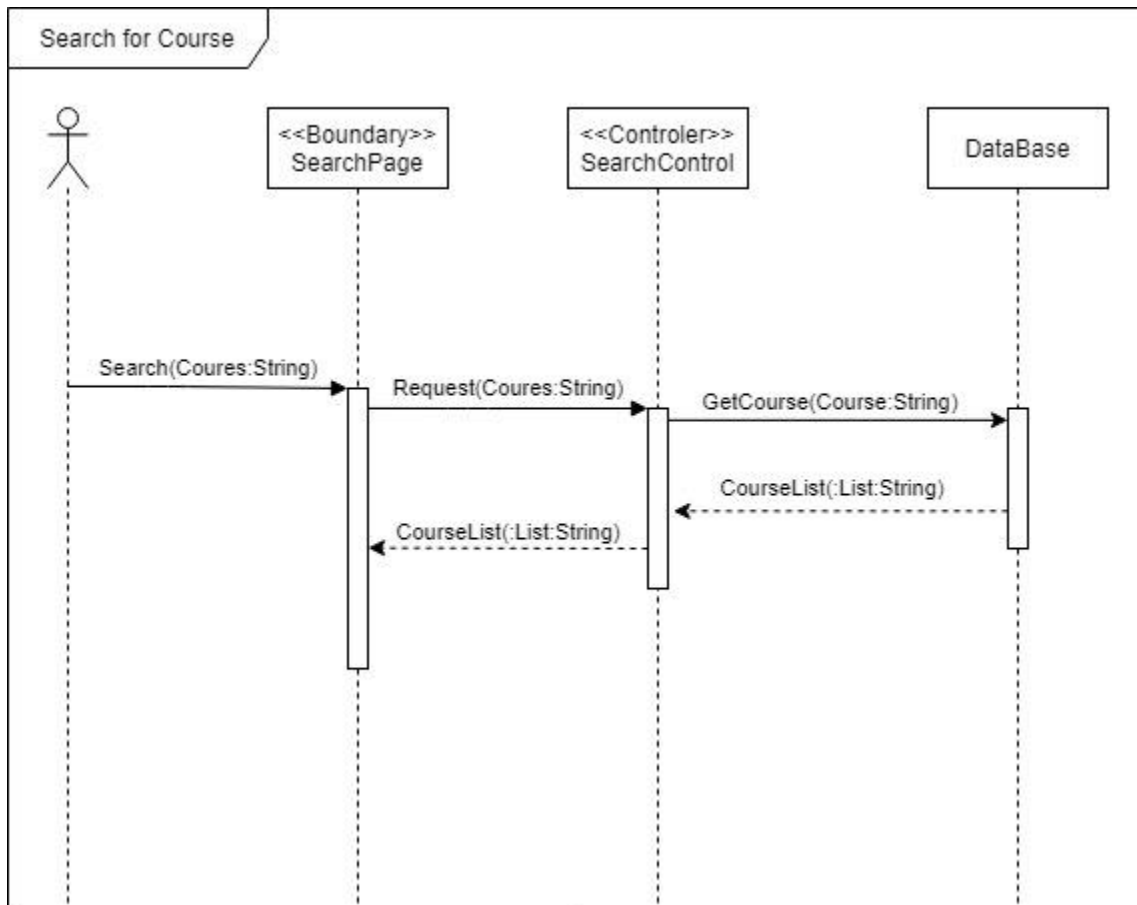 Search for Course
<<Boundary>>
SearchPage
<<Controler>>
SearchControl
DataBase
Search(Coures:String)
Request(Coures:String)
GetCourse(Course:String)
CourseList(:List:String)
CourseList(:List:String)